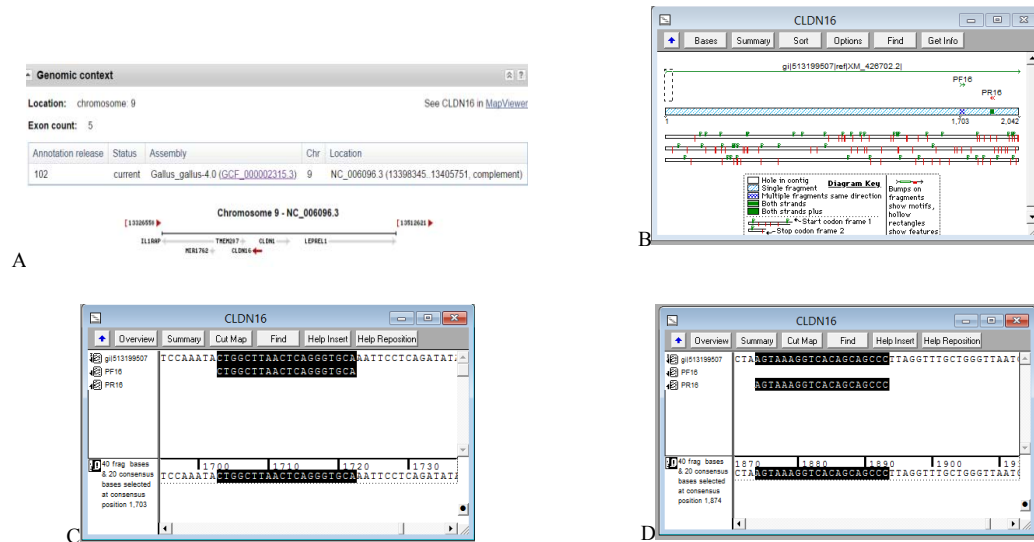 Genomic context
Location: chromosome: 9
See CLDN16 in MapViewer
Exon count: 5
Annotation release Status Assembly Chr Location
102 current Gallus_gallus-4.0 (GCF_000002315.3) 9 NC_006096.3 (13398345..13405751, complement)
Chromosome 9 - NC_006096.3
[13326559 [13512621
IL1RAP TMEM207 CLDN1 LEPREL1
MIR1762 CLDN16
A
CLDN16
Bases Summary Sort Options Find Get Info
gi|513199507|ref|XM_426702.2|
PF16
PR16
1 1,703 2,042
Hole in contig
Single fragment
Multiple fragments same direction
Both strands
Both strands plus
Start codon frame 1
Stop codon frame 2
Diagram Key
Bumps on
fragments
show motifs,
hollow
rectangles
show features
B
CLDN16
Overview Summary Cut Map Find Help Insert Help Reposition
gi|513199507 TCCAAATACTGGCTTAACTCAGGGTGCAAATTCCTCAGATAT
PF16 CTGGCTTAACTCAGGGTGCA
PR16
40 frag bases
& 20 consensus
bases selected
at consensus
position 1,703
1700 1710 1720 1730
TCCAAATACTGGCTTAACTCAGGGTGCAAATTCCTCAGATAT
C
CLDN16
Overview Summary Cut Map Find Help Insert Help Reposition
gi|513199507 CTAAGTAAAGGTCACAGCAGCCCTTAGGTTTGCTGGGTTAAT
PF16
PR16 AGTAAAGGTCACAGCAGCCC
40 frag bases
& 20 consensus
bases selected
at consensus
position 1,874
1870 1880 1890 1900
CTAAGTAAAGGTCACAGCAGCCCTTAGGTTTGCTGGGTTAAT
D